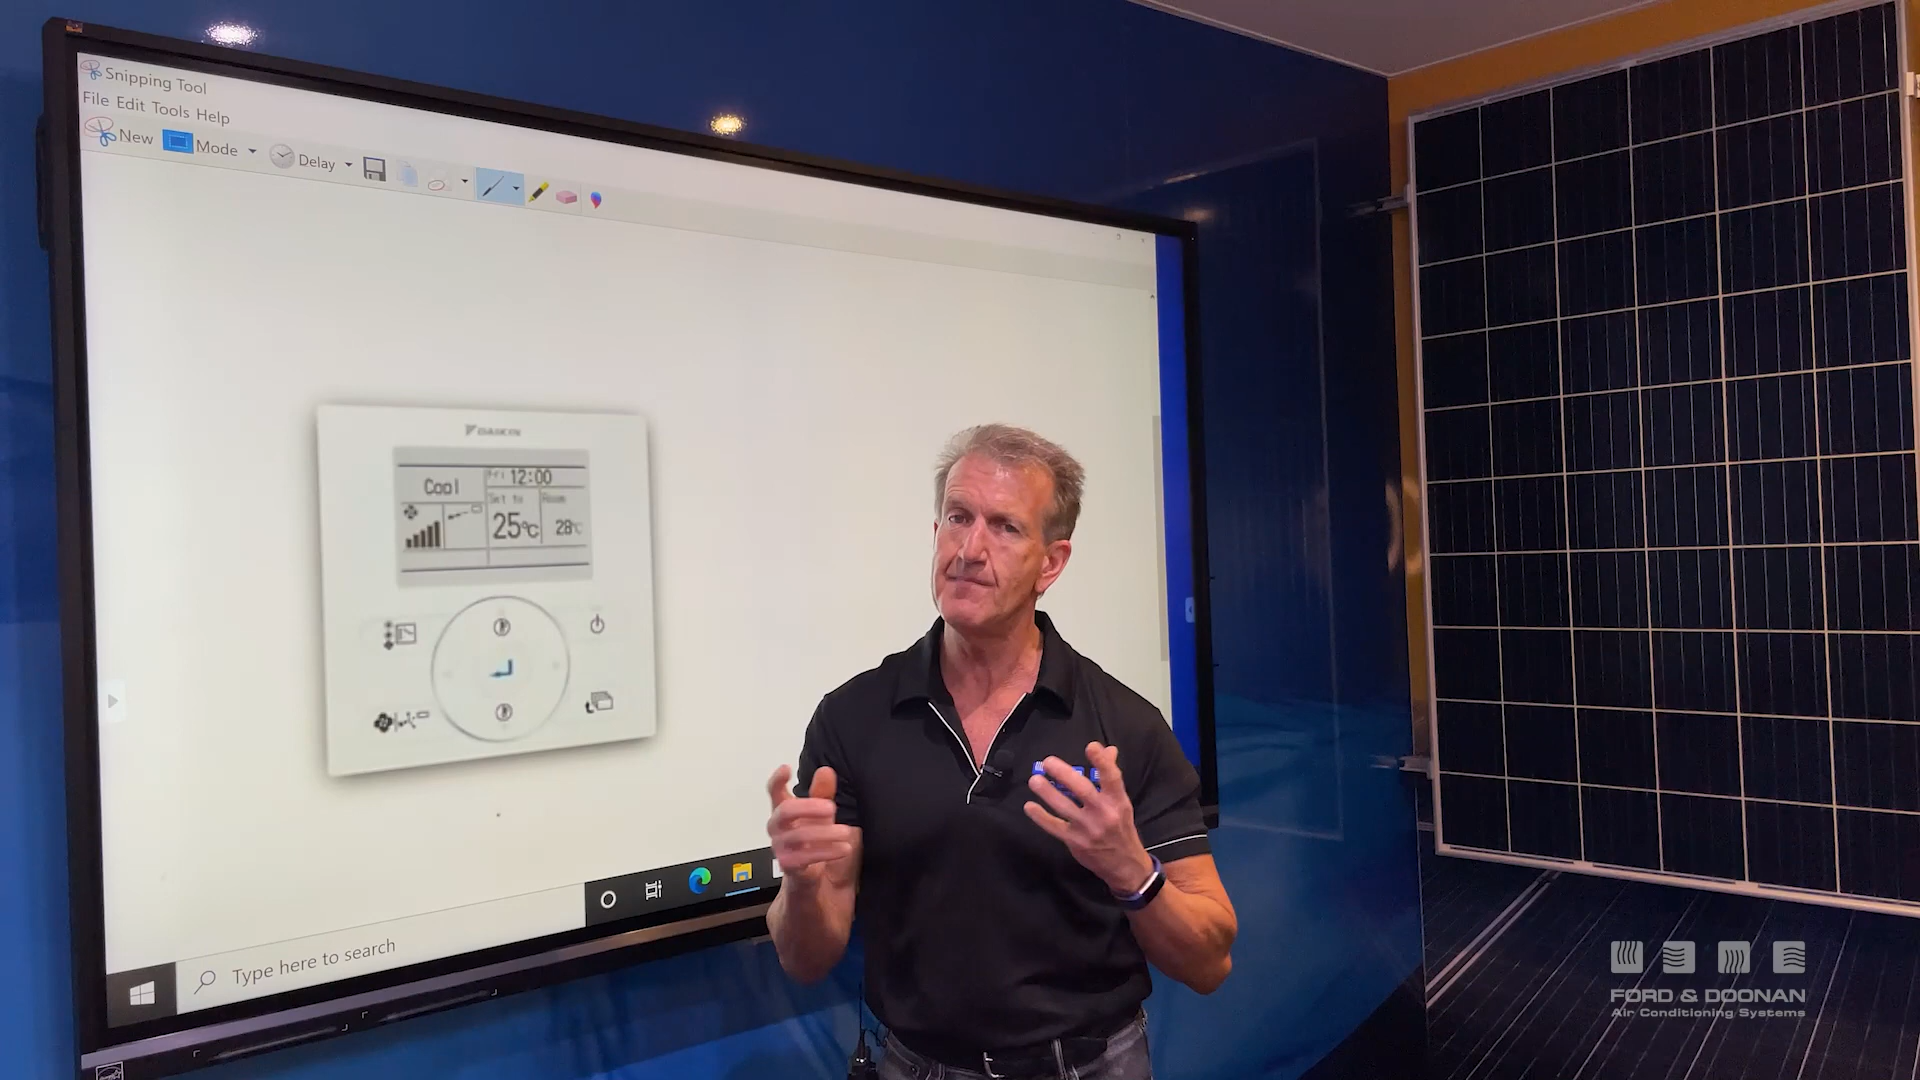 Snipping Tool
File Edit Tools Help
New Mode Delay
DAIKIN
Cool
Fri 12:00
Set to Room
25°C 28°C
Type here to search
FORD & DOONAN
Air Conditioning Systems